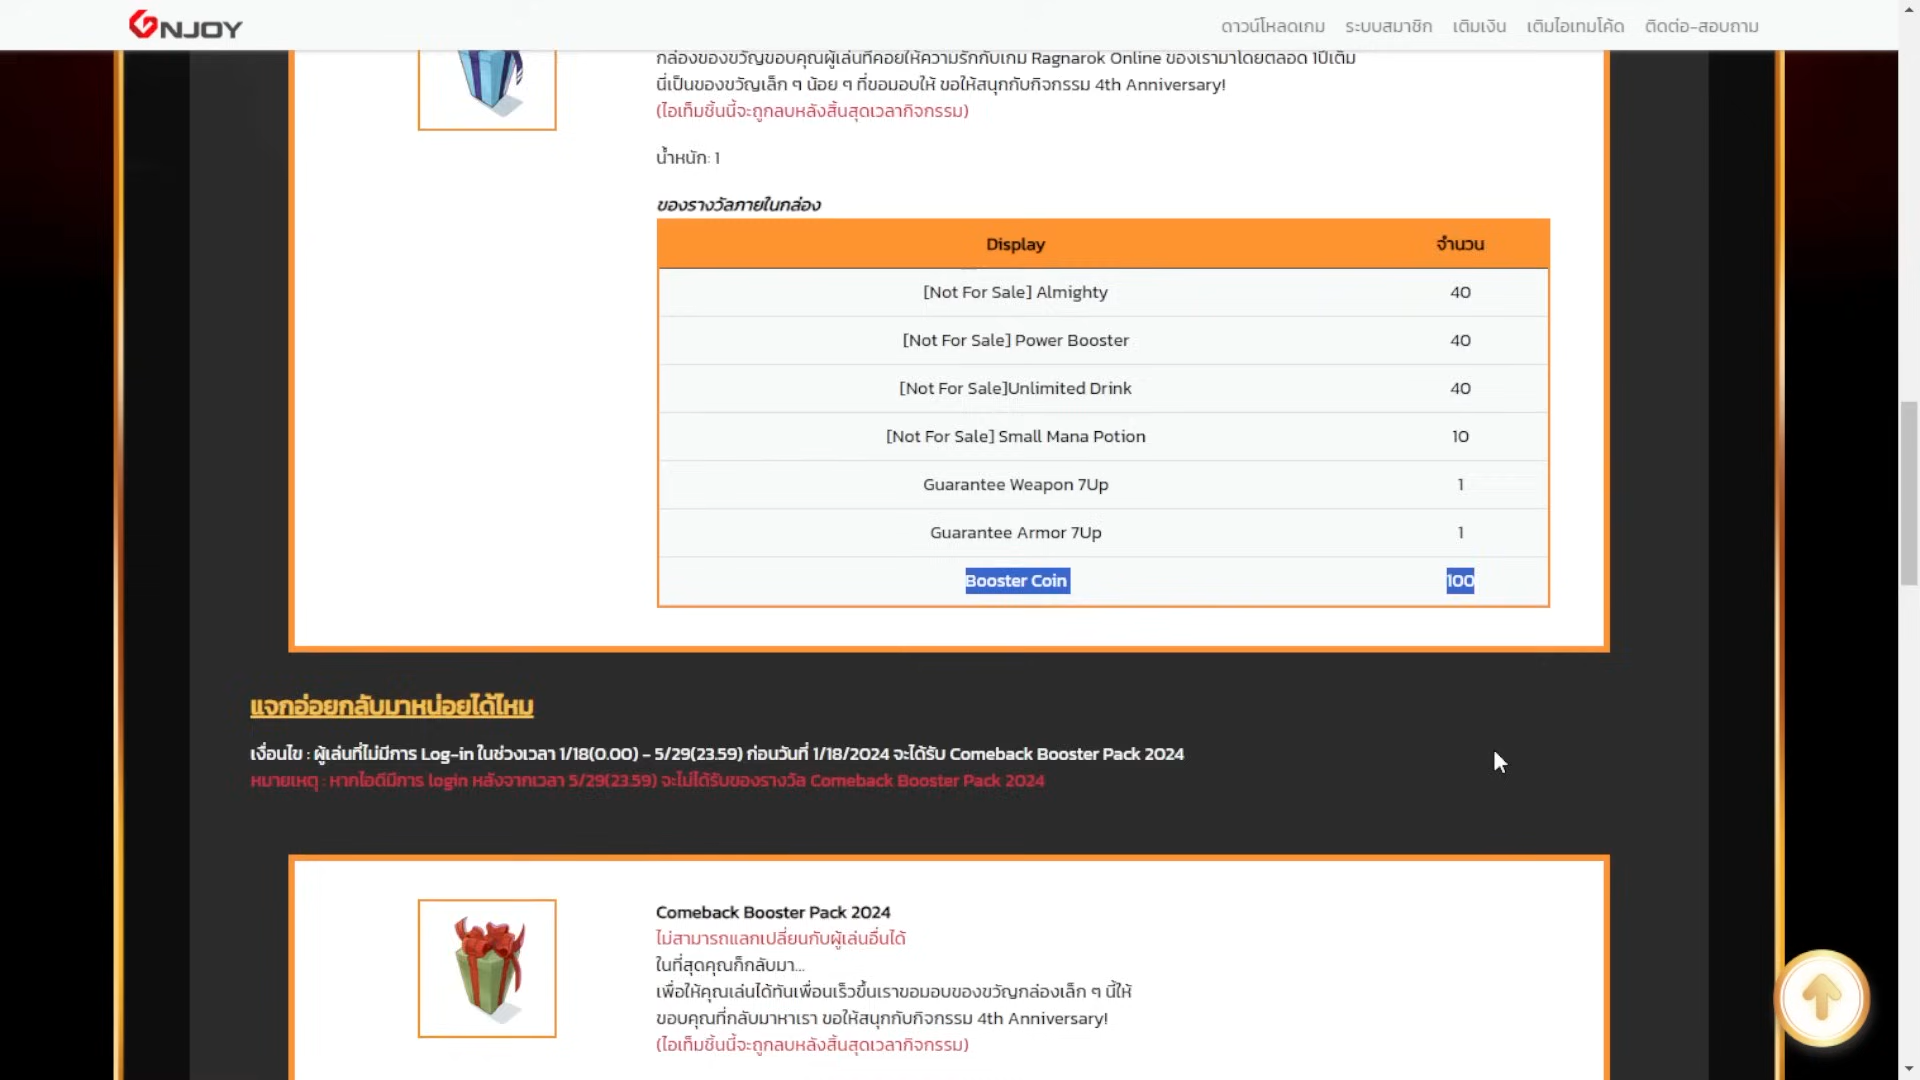 GNJOY
ดาวน์โหลดเกม ระบบสมาชิก เติมเงิน เติมไอเทมโค้ด ติดต่อ-สอบถาม
กล่องของขวัญขอบคุณผู้เล่นที่คอยให้ความรักกับเกม Ragnarok Online ของเรามาโดยตลอด 1ปีเต็ม
นี่เป็นของขวัญเล็ก ๆ น้อย ๆ ที่ขอมอบให้ ขอให้สนุกกับกิจกรรม 4th Anniversary!
(ไอเท็มชิ้นนี้จะถูกลบหลังสิ้นสุดเวลากิจกรรม)
น้ำหนัก: 1
ของรางวัลภายในกล่อง
Display จำนวน
[Not For Sale] Almighty 40
[Not For Sale] Power Booster 40
[Not For Sale]Unlimited Drink 40
[Not For Sale] Small Mana Potion 10
Guarantee Weapon 7Up 1
Guarantee Armor 7Up 1
Booster Coin 100
แจกอ่อยกลับมาหน่อยได้ไหม
เงื่อนไข : ผู้เล่นที่ไม่มีการ Log-in ในช่วงเวลา 1/18(0.00) - 5/29(23.59) ก่อนวันที่ 1/18/2024 จะได้รับ Comeback Booster Pack 2024
หมายเหตุ : หากไอดีมีการ login หลังจากเวลา 5/29(23.59) จะไม่ได้รับของรางวัล Comeback Booster Pack 2024
Comeback Booster Pack 2024
ไม่สามารถแลกเปลี่ยนกับผู้เล่นอื่นได้
ในที่สุดคุณก็กลับมา...
เพื่อให้คุณเล่นได้ทันเพื่อนเร็วขึ้นเราขอมอบของขวัญกล่องเล็ก ๆ นี้ให้
ขอบคุณที่กลับมาหาเรา ขอให้สนุกกับกิจกรรม 4th Anniversary!
(ไอเท็มชิ้นนี้จะถูกลบหลังสิ้นสุดเวลากิจกรรม)